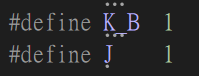 #define K_B 1
#define J 1